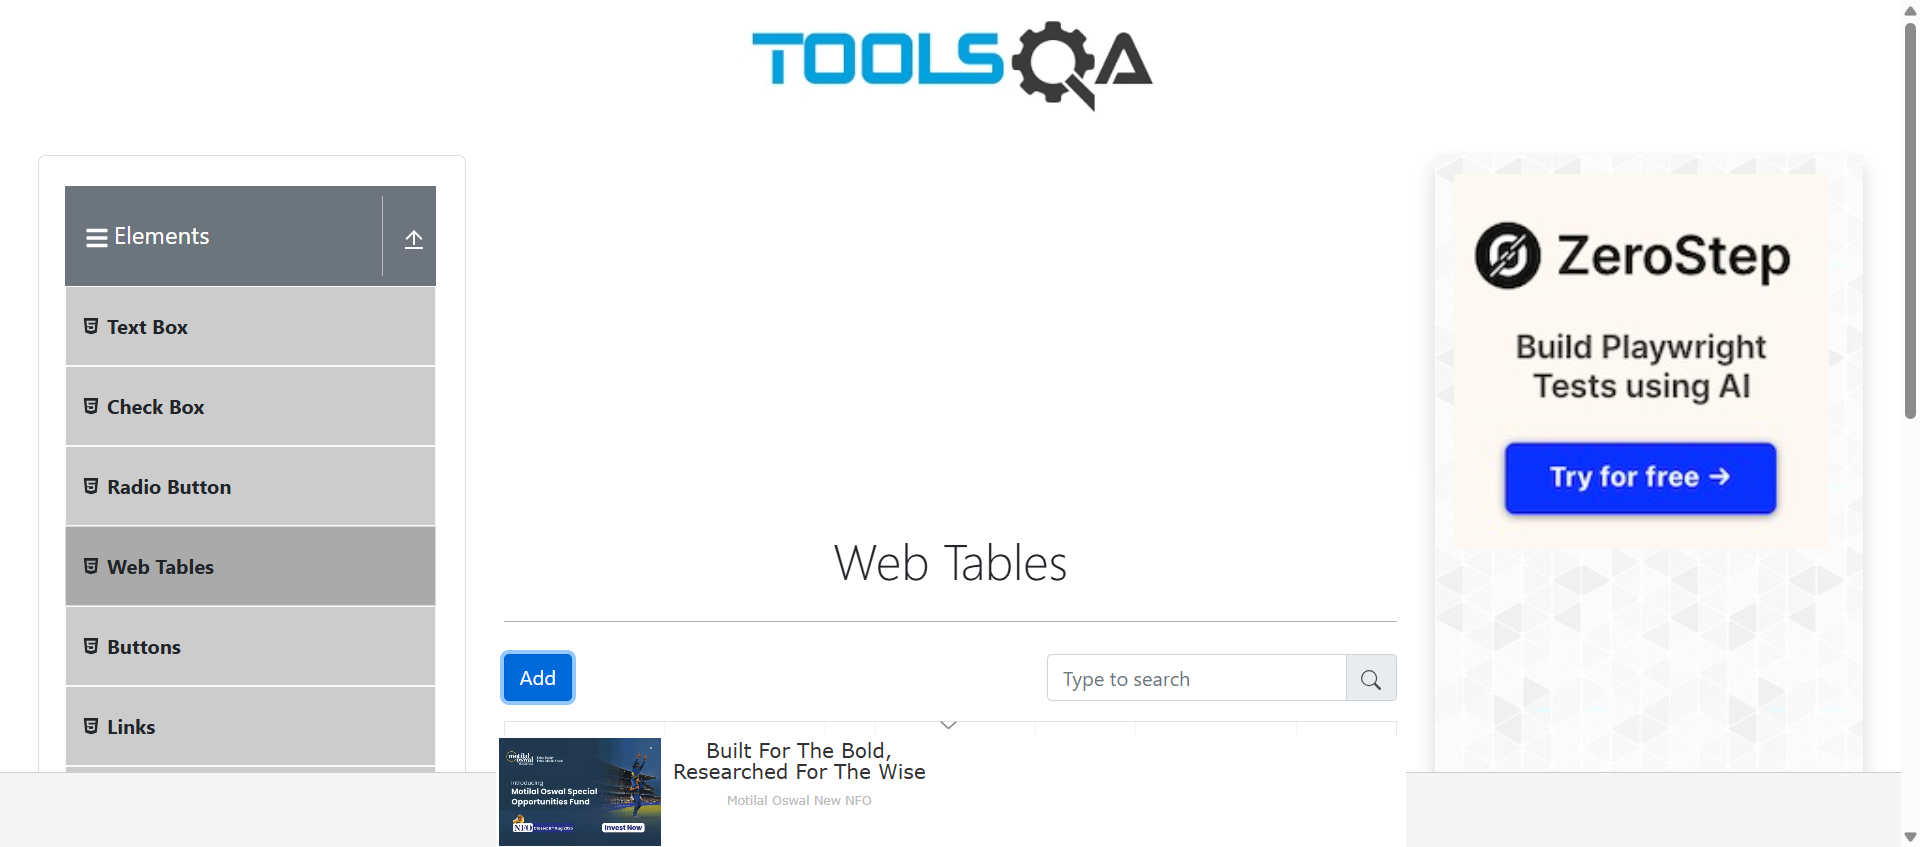 TOOLSQA
Elements
Text Box
Check Box
Radio Button
Web Tables
Buttons
Links
Web Tables
Add
Type to search
motilal oswal
Introducing
Motilal Oswal Special
Opportunities Fund
NFO
Invest Now
Built For The Bold,
Researched For The Wise
Motilal Oswal New NFO
ZeroStep
Build Playwright
Tests using AI
Try for free →